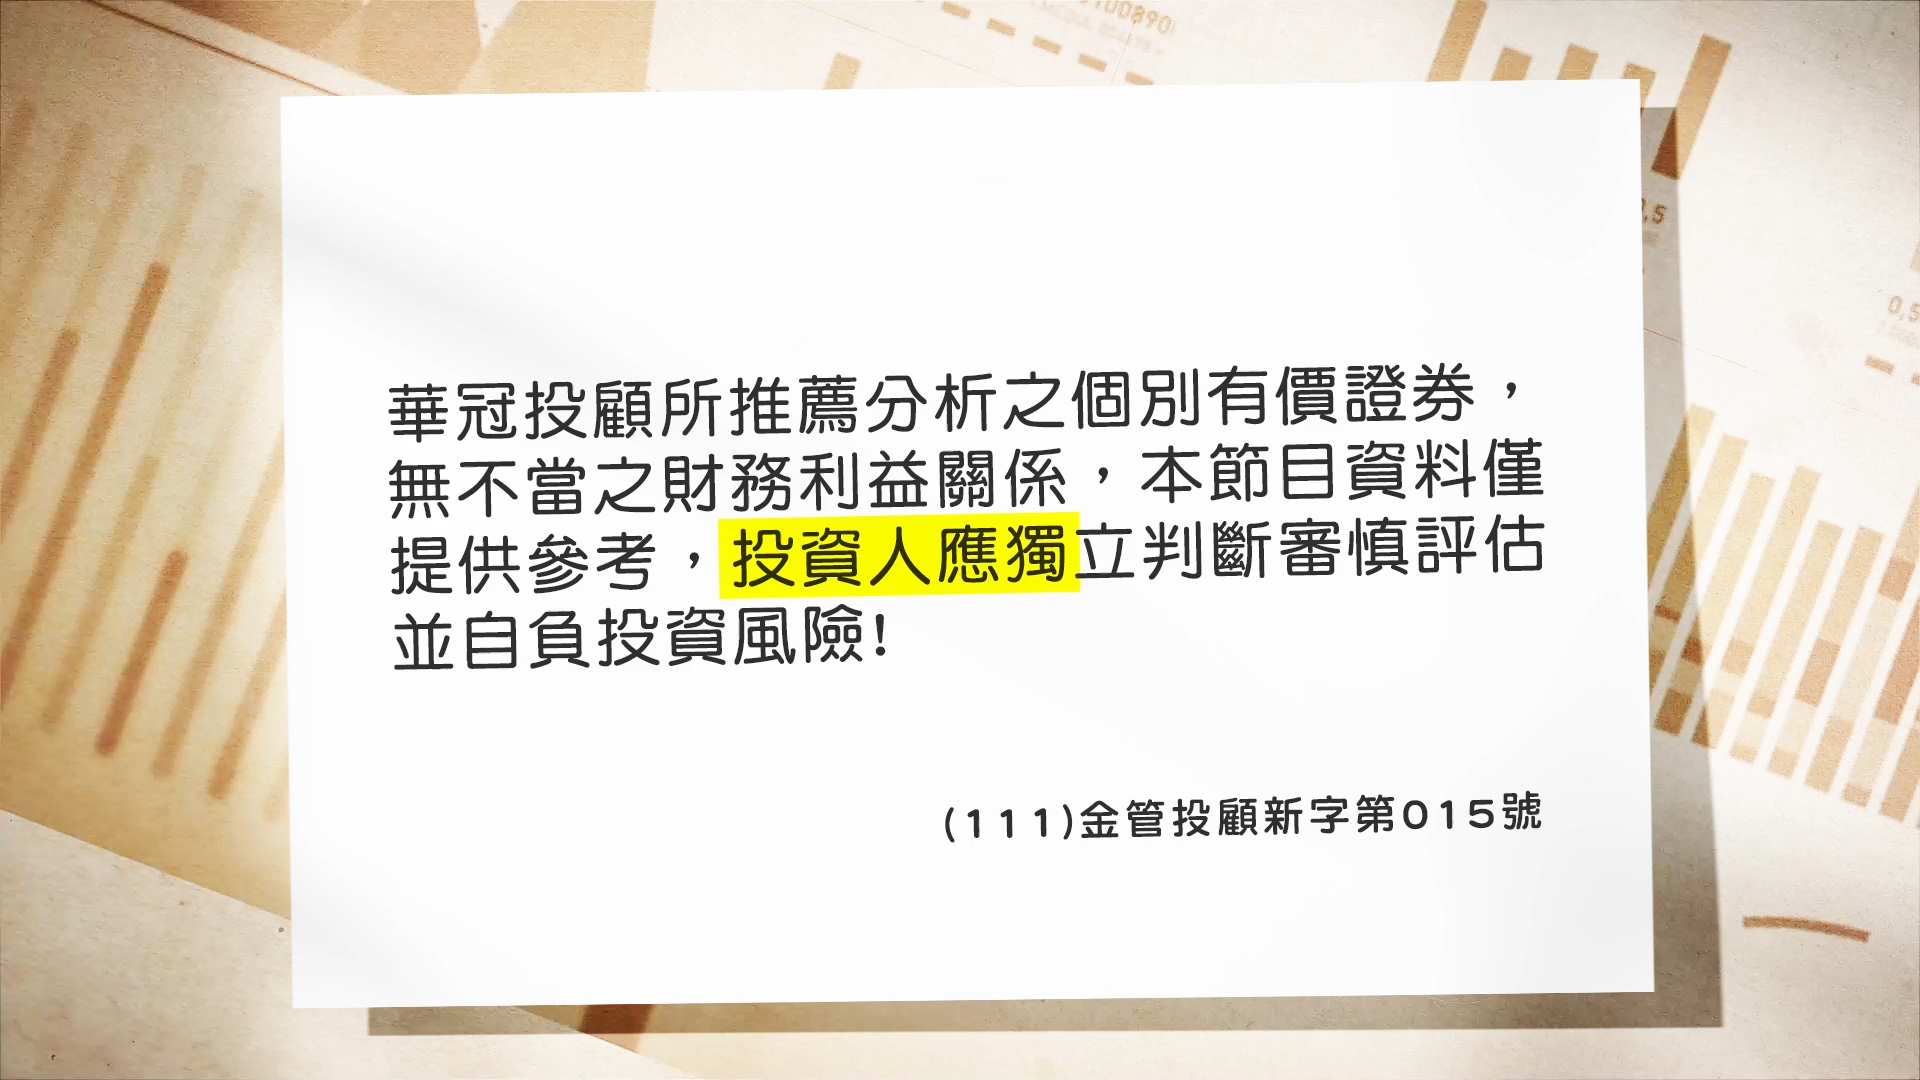 華冠投顧所推薦分析之個別有價證券，
無不當之財務利益關係，本節目資料僅
提供參考，投資人應獨立判斷審慎評估
並自負投資風險!
(111)金管投顧新字第015號
0,5